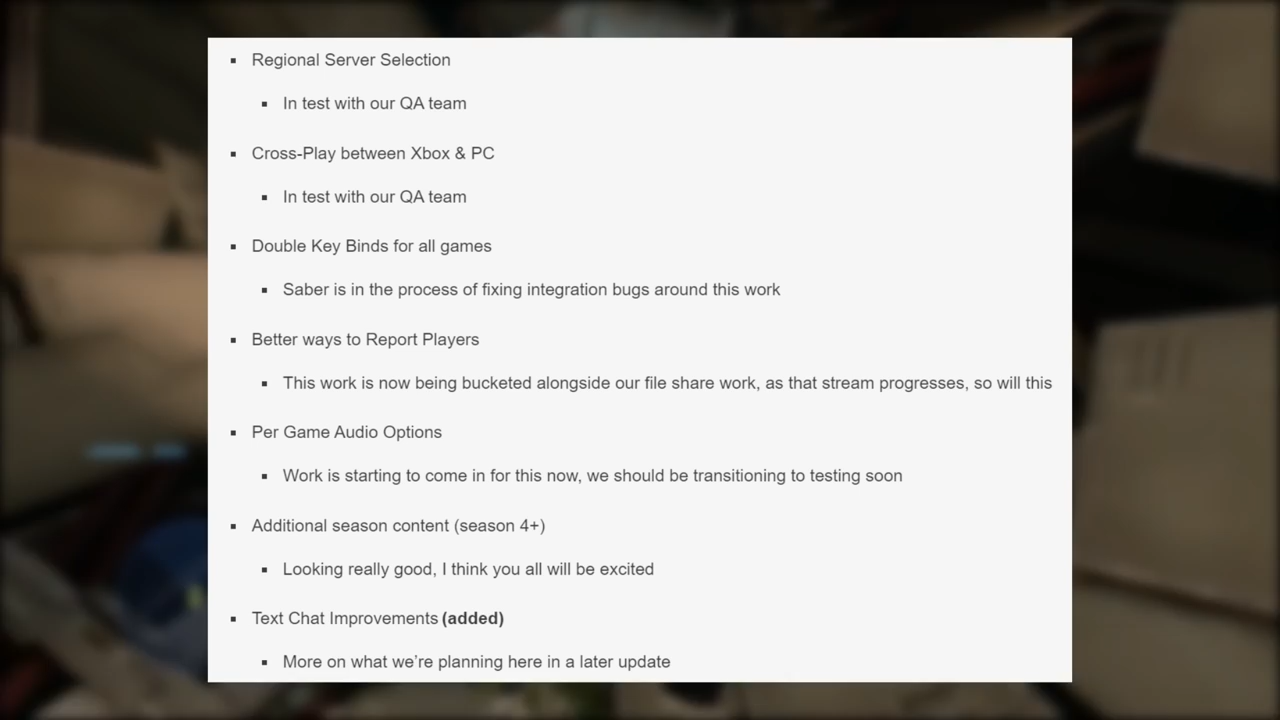 Regional Server Selection
In test with our QA team
Cross-Play between Xbox & PC
In test with our QA team
Double Key Binds for all games
Saber is in the process of fixing integration bugs around this work
Better ways to Report Players
This work is now being bucketed alongside our file share work, as that stream progresses, so will this
Per Game Audio Options
Work is starting to come in for this now, we should be transitioning to testing soon
Additional season content (season 4+)
Looking really good, I think you all will be excited
Text Chat Improvements (added)
More on what we’re planning here in a later update